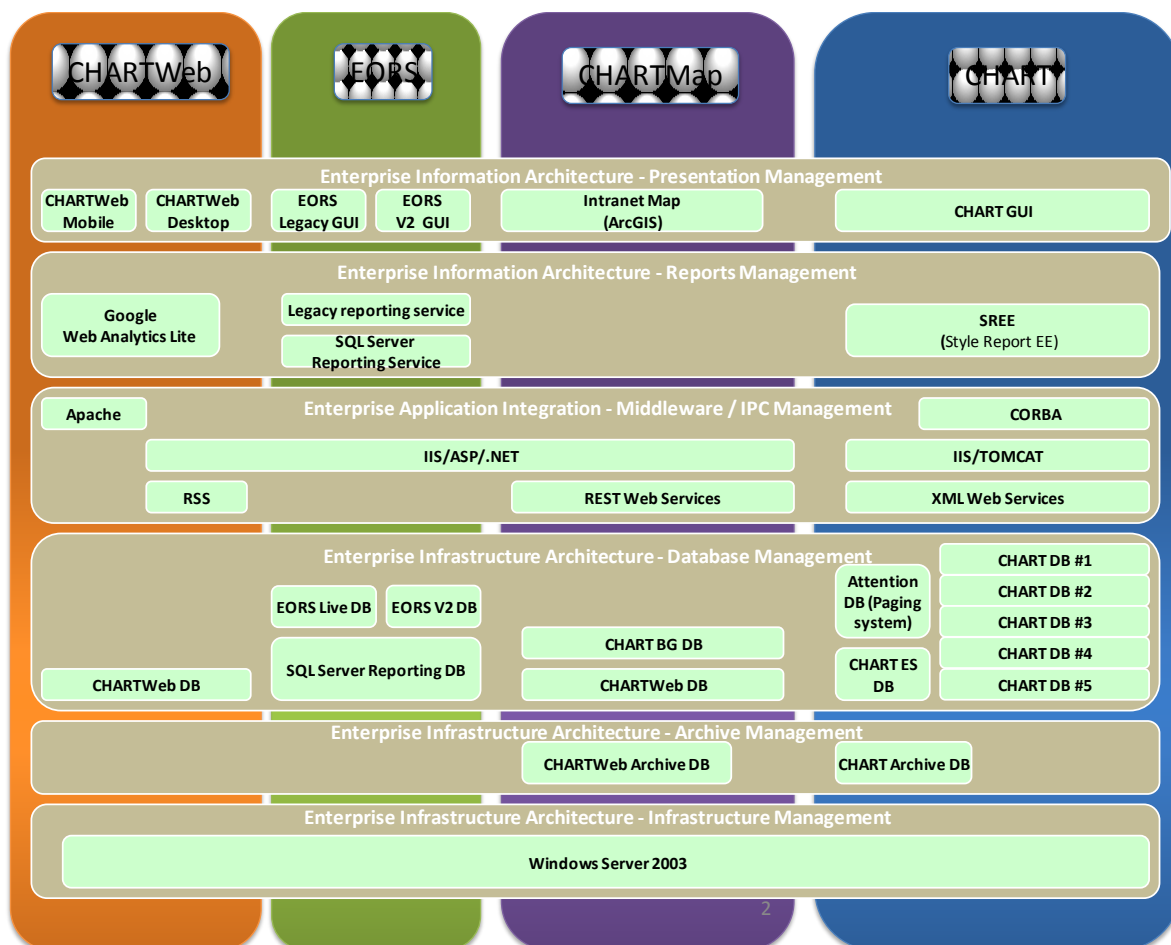 CHARTWeb
EORS
CHARTMap
CHART
Enterprise Information Architecture - Presentation Management
CHARTWeb
Mobile
CHARTWeb
Desktop
EORS
Legacy GUI
EORS
V2 GUI
Intranet Map
(ArcGIS)
CHART GUI
Enterprise Information Architecture - Reports Management
Google
Web Analytics Lite
Legacy reporting service
SQL Server
Reporting Service
SREE
(Style Report EE)
Enterprise Application Integration - Middleware / IPC Management
Apache
CORBA
IIS/ASP/.NET
IIS/TOMCAT
RSS
REST Web Services
XML Web Services
Enterprise Infrastructure Architecture - Database Management
CHARTWeb DB
EORS Live DB
EORS V2 DB
SQL Server Reporting DB
CHART BG DB
CHARTWeb DB
Attention
DB (Paging
system)
CHART ES
DB
CHART DB #1
CHART DB #2
CHART DB #3
CHART DB #4
CHART DB #5
Enterprise Infrastructure Architecture - Archive Management
CHARTWeb Archive DB
CHART Archive DB
Enterprise Infrastructure Architecture - Infrastructure Management
Windows Server 2003
2